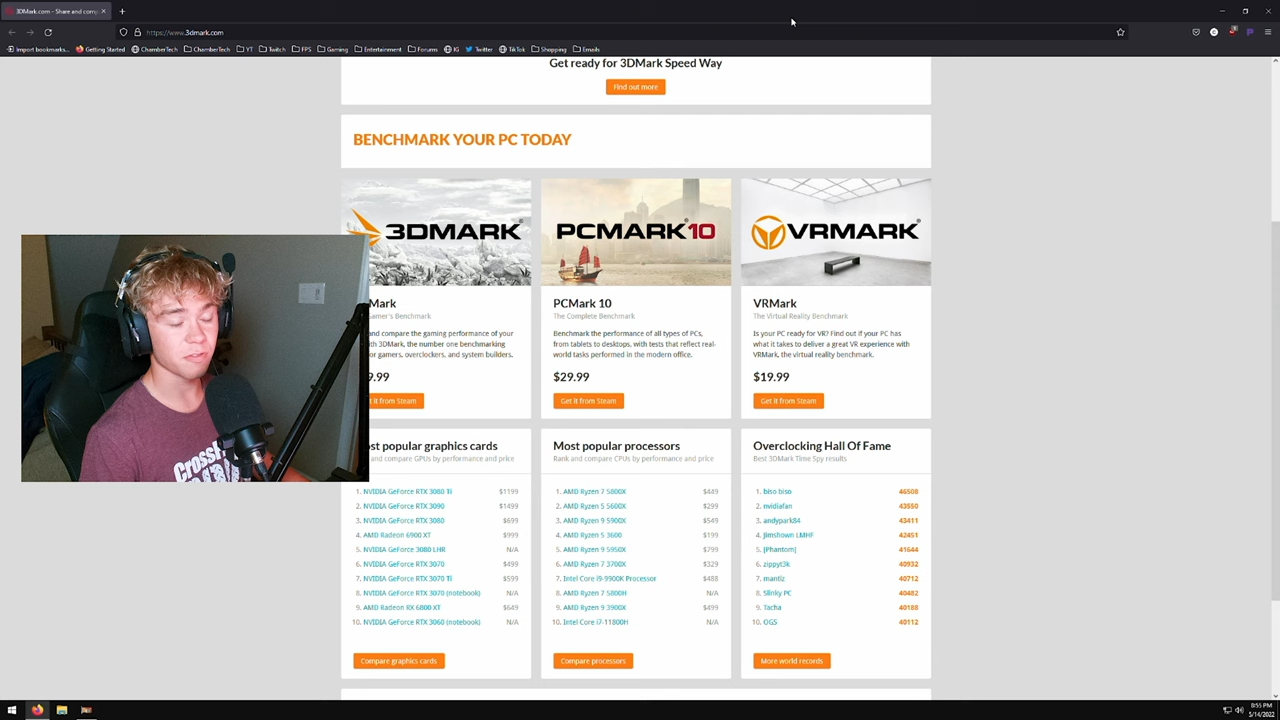 3DMark.com - Share and comp
https://www.3dmark.com
Import bookmarks...
Getting Started
ChamberTech
ChamberTech
YT
Twitch
FPS
Gaming
Entertainment
Forums
IG
Twitter
TikTok
Shopping
Emails
Get ready for 3DMark Speed Way
Find out more
BENCHMARK YOUR PC TODAY
3DMARK
Mark
amer's Benchmark
and compare the gaming performance of your
ith 3DMark, the number one benchmarking
or gamers, overclockers, and system builders.
9.99
t it from Steam
PCMARK 10
PCMark 10
The Complete Benchmark
Benchmark the performance of all types of PCs,
from tablets to desktops, with tests that reflect real-
world tasks performed in the modern office.
$29.99
Get it from Steam
VRMARK
VRMark
The Virtual Reality Benchmark
Is your PC ready for VR? Find out if your PC has
what it takes to deliver a great VR experience with
VRMark, the virtual reality benchmark.
$19.99
Get it from Steam
st popular graphics cards
and compare GPUs by performance and price
1. NVIDIA GeForce RTX 3080 Ti $1199
2. NVIDIA GeForce RTX 3090 $1499
3. NVIDIA GeForce RTX 3080 $699
4. AMD Radeon 6900 XT $999
5. NVIDIA GeForce 3080 LHR N/A
6. NVIDIA GeForce RTX 3070 $499
7. NVIDIA GeForce RTX 3070 Ti $599
8. NVIDIA GeForce RTX 3070 (notebook) N/A
9. AMD Radeon RX 6800 XT $649
10. NVIDIA GeForce RTX 3060 (notebook) N/A
Compare graphics cards
Most popular processors
Rank and compare CPUs by performance and price
1. AMD Ryzen 7 5800X $449
2. AMD Ryzen 5 5600X $299
3. AMD Ryzen 9 5900X $549
4. AMD Ryzen 5 3600 $199
5. AMD Ryzen 9 5950X $799
6. AMD Ryzen 7 3700X $329
7. Intel Core i9-9900K Processor $488
8. AMD Ryzen 7 5800H N/A
9. AMD Ryzen 9 3900X $499
10. Intel Core i7-11800H N/A
Compare processors
Overclocking Hall Of Fame
Best 3DMark Time Spy results
1. biso biso 46508
2. nvidiafan 43550
3. andypark84 43411
4. Jimshown LMHF 42451
5. [Phantom] 41644
6. zippyt3k 40932
7. mantiz 40712
8. Slinky PC 40482
9. Tacha 40188
10. OGS 40112
More world records
8:55 PM
5/14/2022